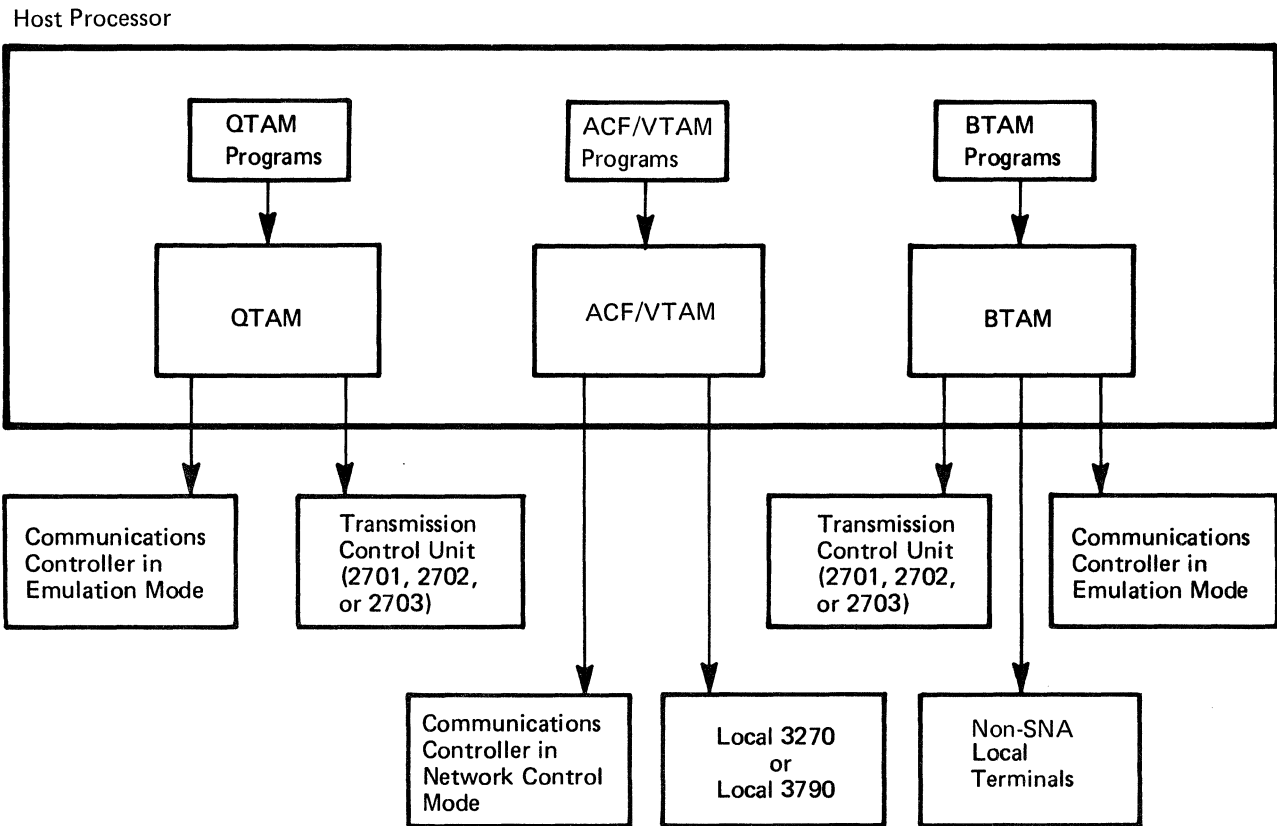 Host Processor
QTAM
Programs
ACF/VTAM
Programs
BTAM
Programs
QTAM
ACF/VTAM
BTAM
Communications
Controller in
Emulation Mode
Transmission
Control Unit
(2701, 2702,
or 2703)
Transmission
Control Unit
(2701, 2702,
or 2703)
Communications
Controller in
Emulation Mode
Communications
Controller in
Network Control
Mode
Local 3270
or
Local 3790
Non-SNA
Local
Terminals